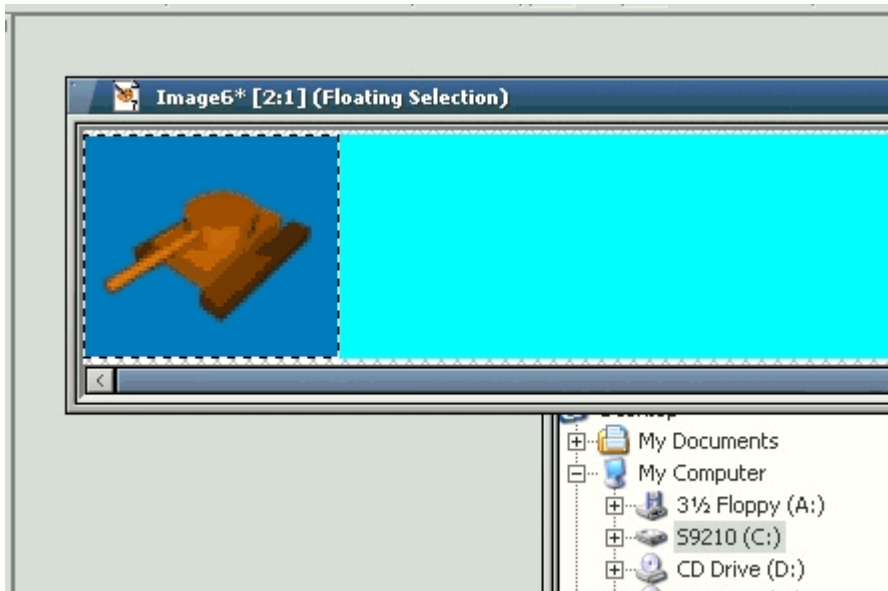 Image6* [2:1] (Floating Selection)
My Documents
My Computer
3½ Floppy (A:)
S9210 (C:)
CD Drive (D:)